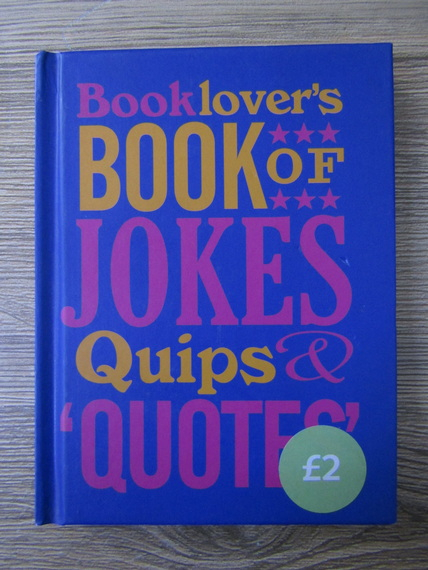 Booklover's
BOOK OF
JOKES
Quips &
'QUOTES'
£2